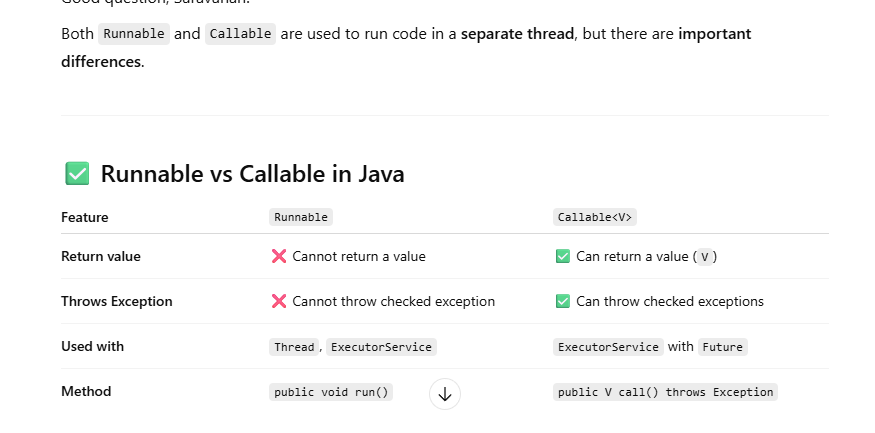 Good question, Saravanan.
Both Runnable and Callable are used to run code in a separate thread, but there are important
differences.
✅ Runnable vs Callable in Java
Feature Runnable Callable<V>
Return value ❌ Cannot return a value ✅ Can return a value ( V )
Throws Exception ❌ Cannot throw checked exception ✅ Can throw checked exceptions
Used with Thread, ExecutorService ExecutorService with Future
Method public void run() public V call() throws Exception